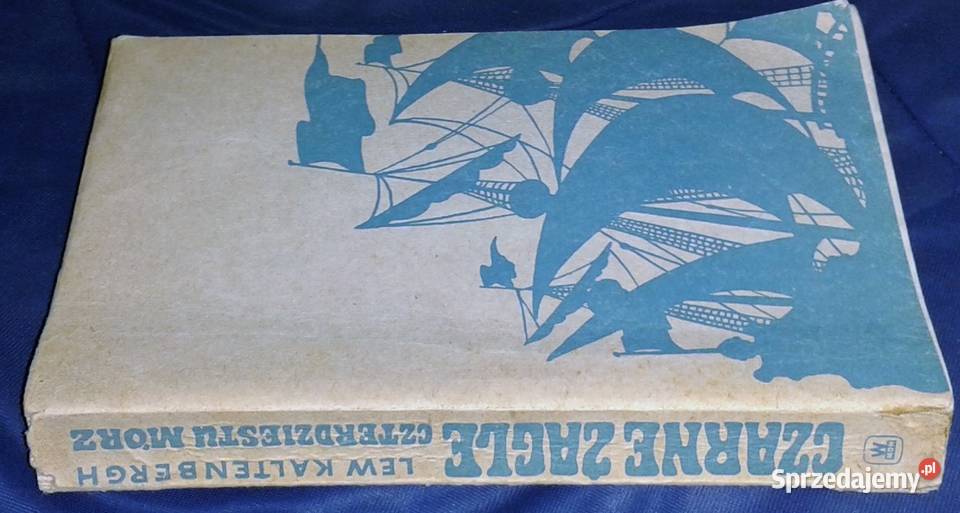 LEW KALTENBERGH
CZARNE ŻAGLE
CZTERDZIESTU MÓRZ
Sprzedajemy.pl